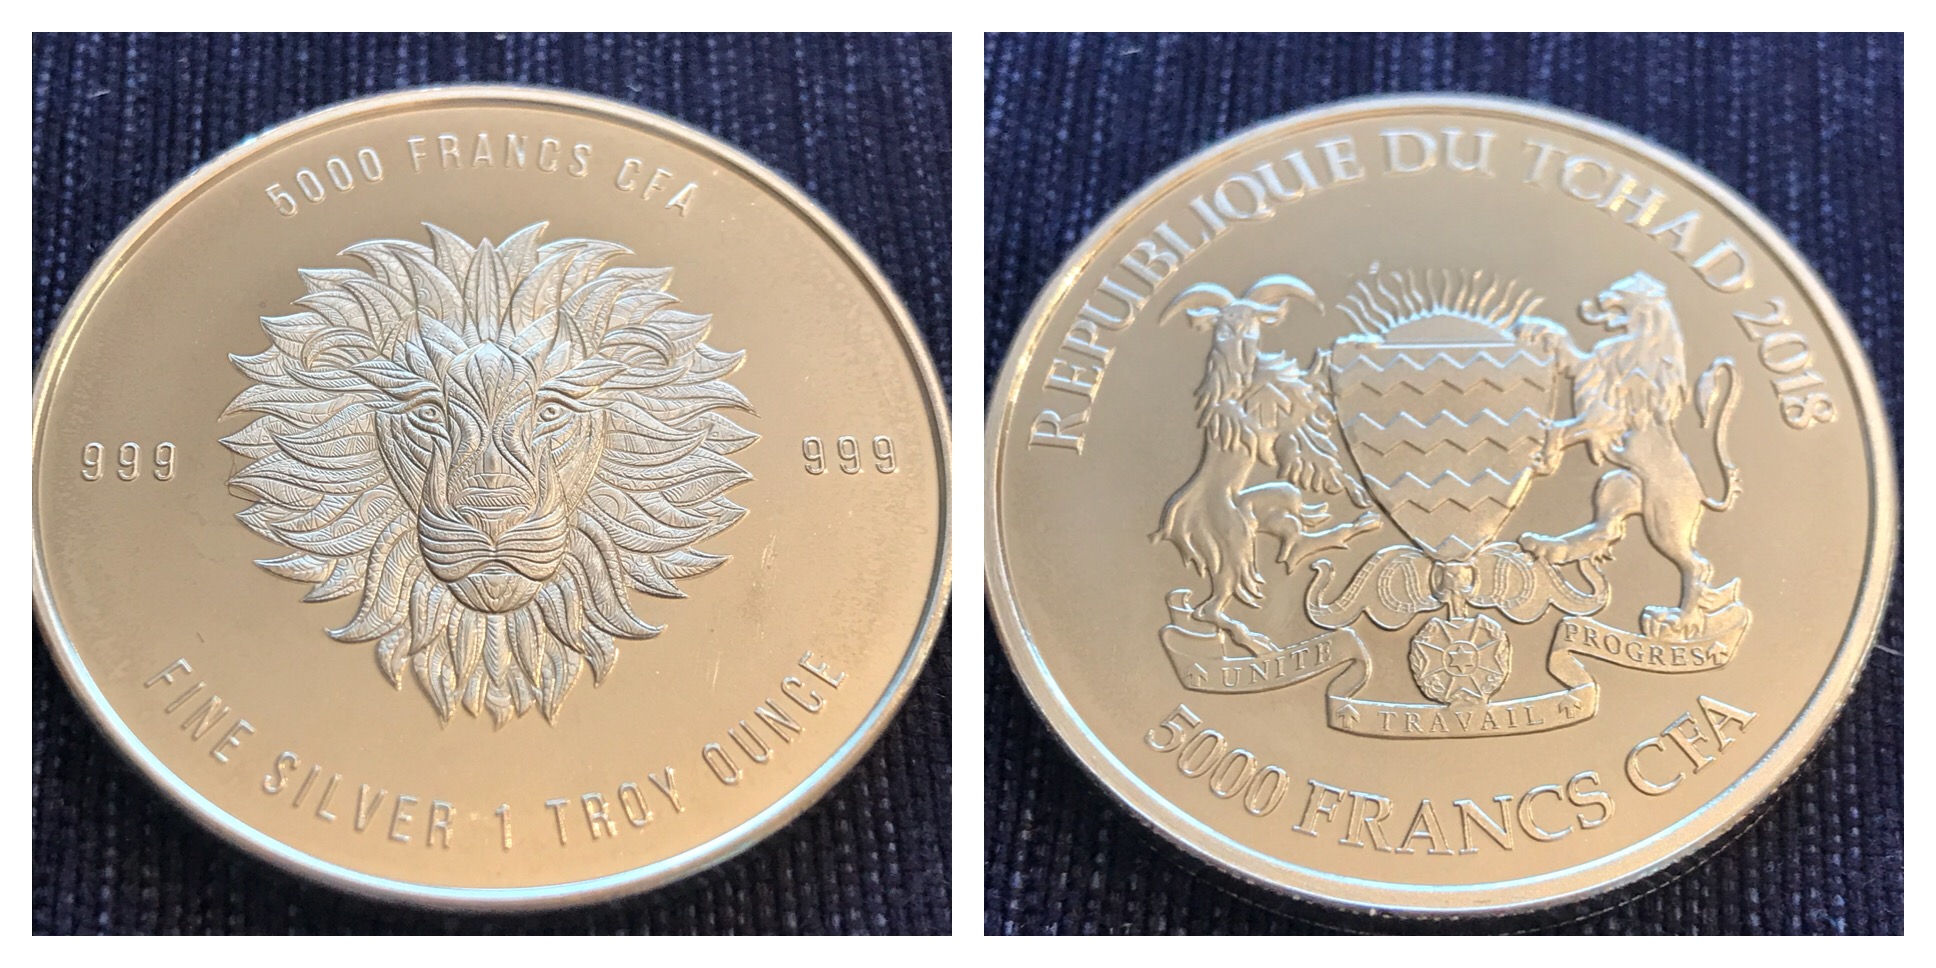 5000 FRANCS CFA
999
999
FINE SILVER 1 TROY OUNCE
REPUBLIQUE DU TCHAD 2018
UNITE
TRAVAIL
PROGRES
5000 FRANCS CFA